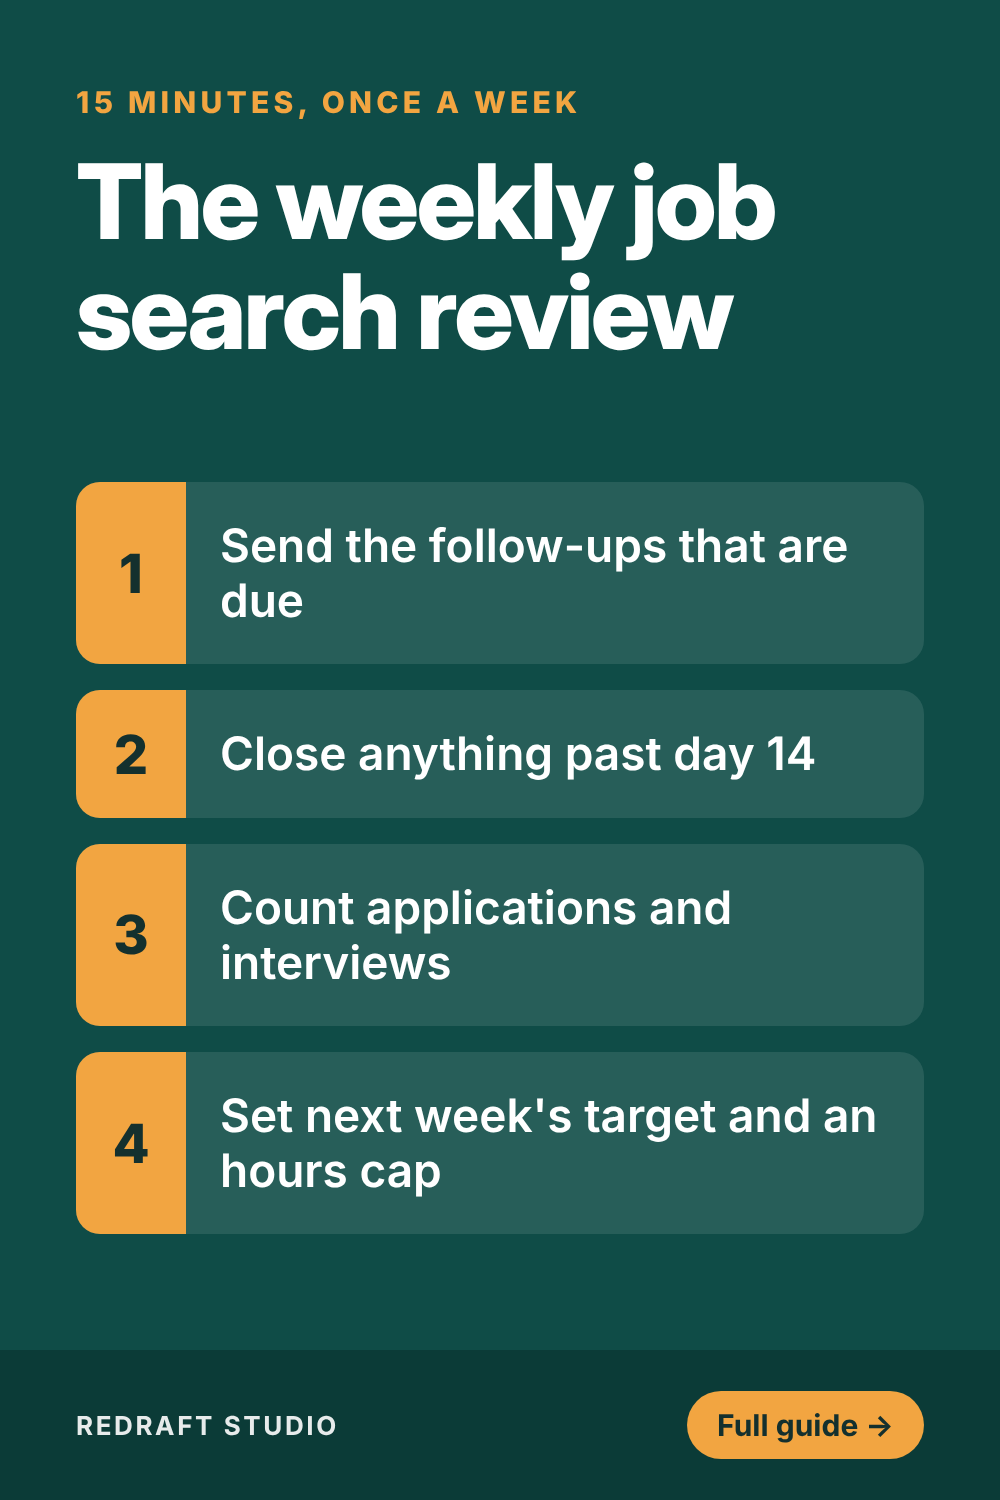 15 MINUTES, ONCE A WEEK
The weekly job
search review
1
Send the follow-ups that are
due
2
Close anything past day 14
3
Count applications and
interviews
4
Set next week's target and an
hours cap
REDRAFT STUDIO
Full guide →